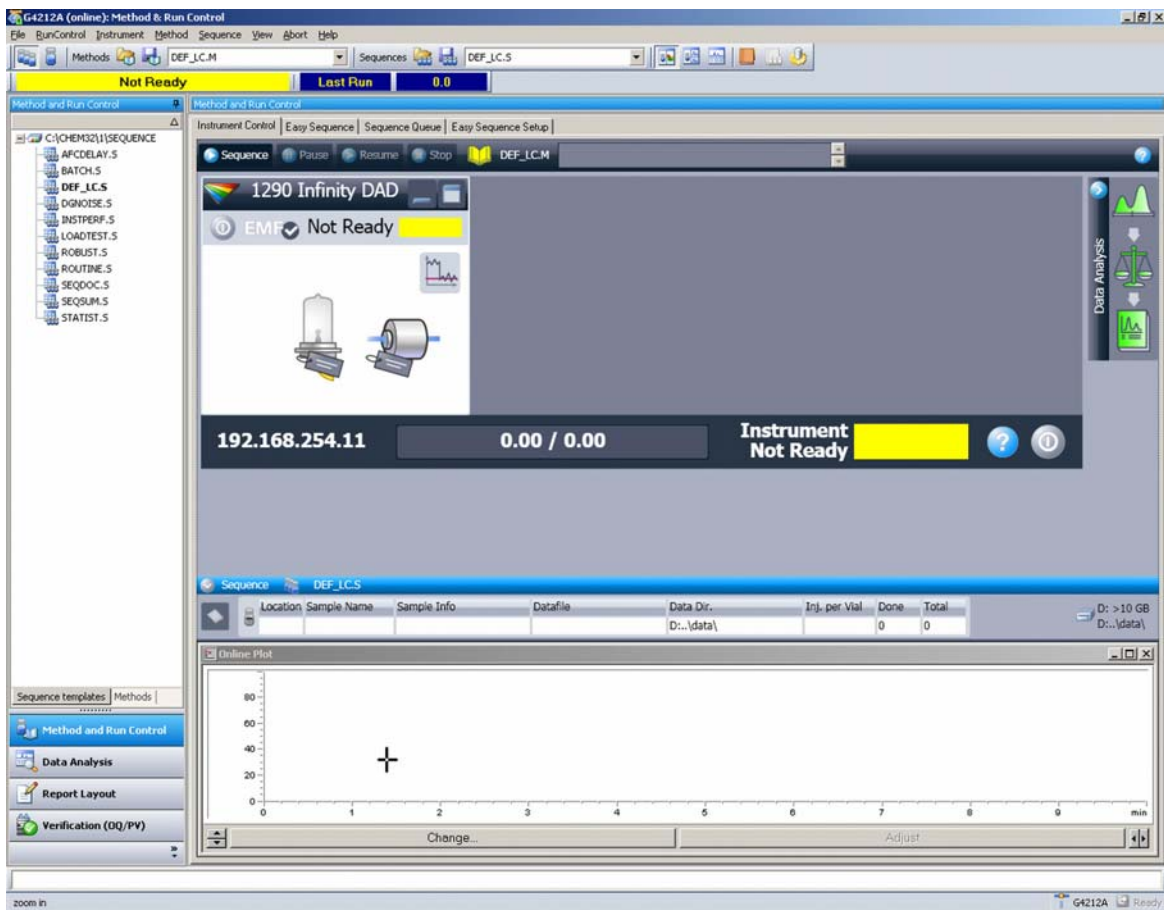 G4212A (online): Method & Run Control
File RunControl Instrument Method Sequence View Abort Help
Methods DEF_LC.M Sequences DEF_LC.S
Not Ready Last Run 0.0
Method and Run Control
C:\CHEM32\1\SEQUENCE
AFCDELAY.S
BATCH.S
DEF_LC.S
DGNOISE.S
INSTPERF.S
LOADTEST.S
ROBUST.S
ROUTINE.S
SEQDOC.S
SEQSUM.S
STATIST.S
Sequence templates Methods
Method and Run Control
Data Analysis
Report Layout
Verification (OQ/PV)
Method and Run Control
Instrument Control Easy Sequence Sequence Queue Easy Sequence Setup
Sequence Pause Resume Stop DEF_LC.M
1290 Infinity DAD
EMF Not Ready
Data Analysis
192.168.254.11 0.00 / 0.00 Instrument
Not Ready
Sequence DEF_LC.S
Location Sample Name Sample Info Datafile Data Dir. Inj. per Vial Done Total
D:..\data\ 0 0
D: >10 GB
D:..\data\
Online Plot
80
60
40
20
0
0 1 2 3 4 5 6 7 8 9 min
Change... Adjust
zoom in G4212A Ready